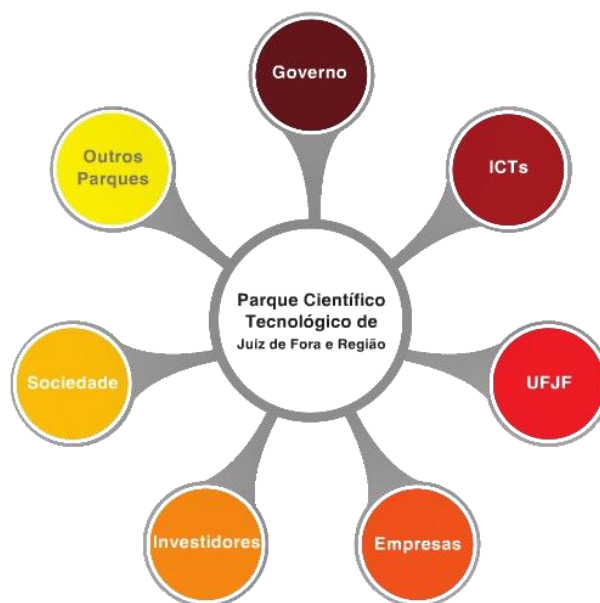 Governo
Outros
Parques
ICTs
Parque Científico
Tecnológico de
Juiz de Fora e Região
Sociedade
UFJF
Investidores
Empresas